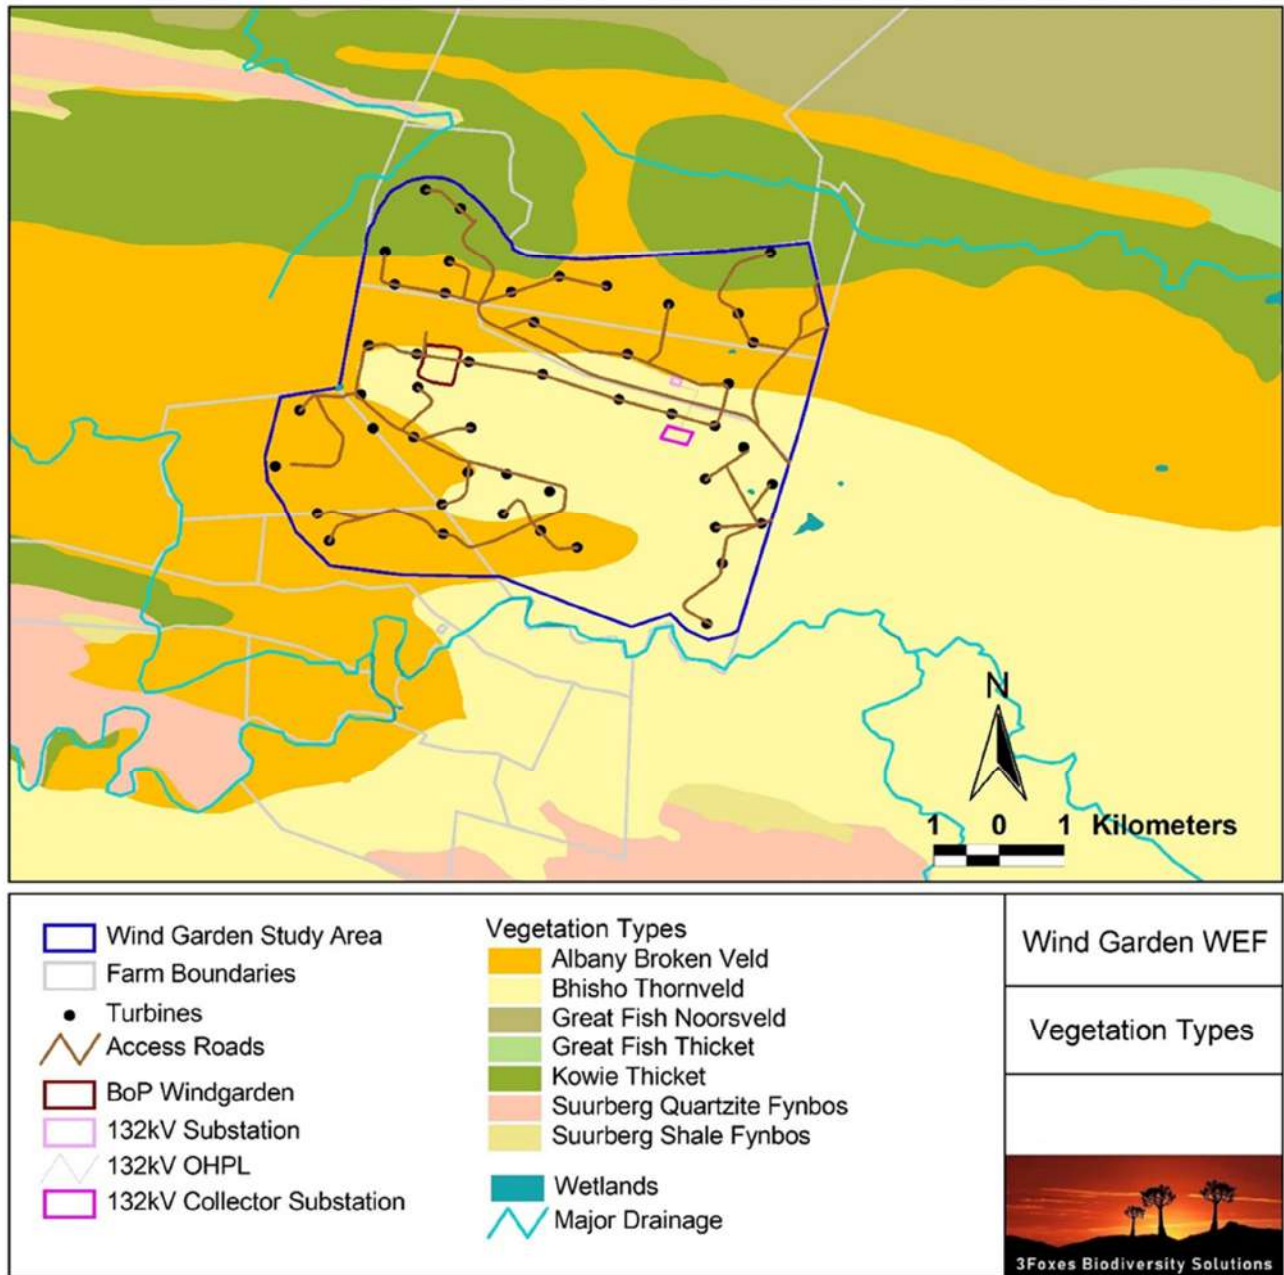 N
1 0 1 Kilometers
Wind Garden Study Area
Farm Boundaries
Turbines
Access Roads
BoP Windgarden
132kV Substation
132kV OHPL
132kV Collector Substation
Vegetation Types
Albany Broken Veld
Bhisho Thornveld
Great Fish Noorsveld
Great Fish Thicket
Kowie Thicket
Suurberg Quartzite Fynbos
Suurberg Shale Fynbos
Wetlands
Major Drainage
Wind Garden WEF
Vegetation Types
3Foxes Biodiversity Solutions